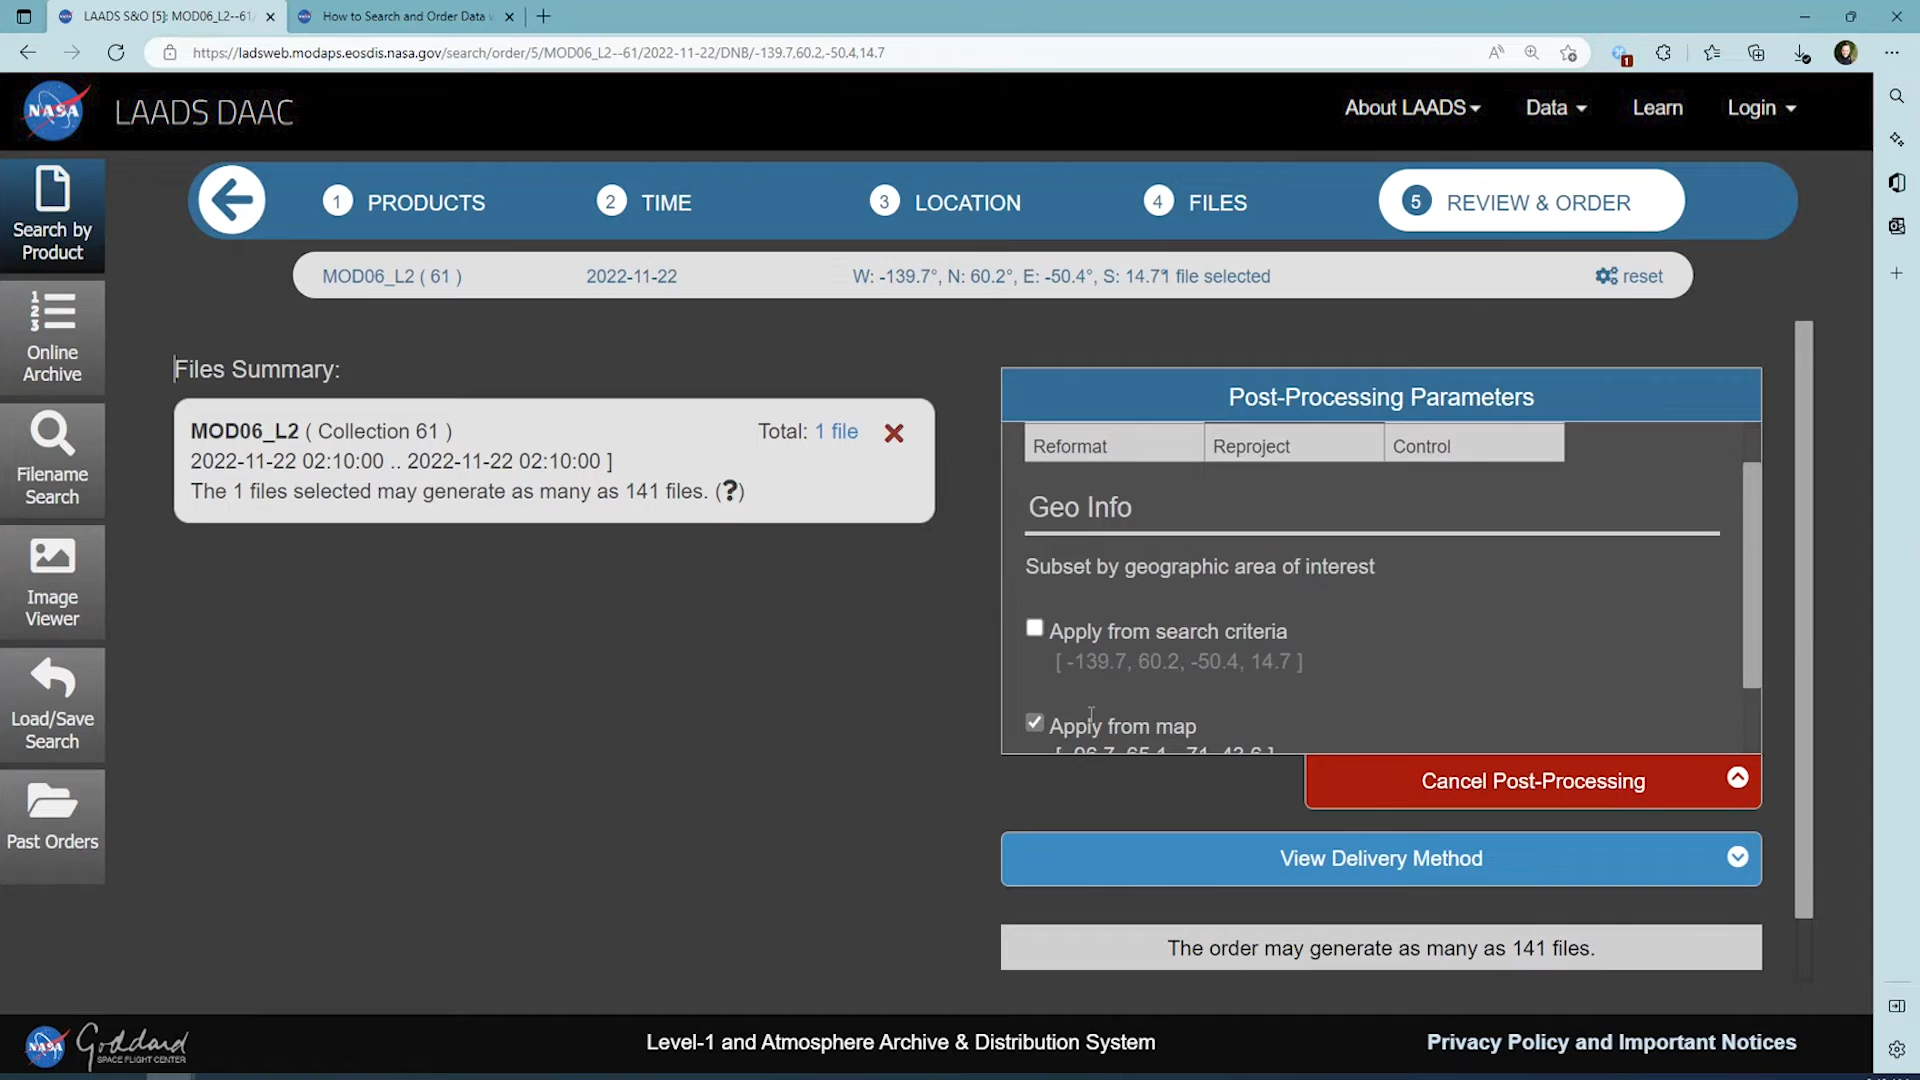 LAADS S&O [5]: MOD06_L2--61/
How to Search and Order Data
https://ladsweb.modaps.eosdis.nasa.gov/search/order/5/MOD06_L2--61/2022-11-22/DNB/-139.7,60.2,-50.4,14.7
1
NASA
LAADS DAAC
About LAADS
Data
Learn
Login
1 PRODUCTS
2 TIME
3 LOCATION
4 FILES
5 REVIEW & ORDER
MOD06_L2 ( 61 )
2022-11-22
W: -139.7°, N: 60.2°, E: -50.4°, S: 14.7°
1 file selected
reset
Search by
Product
1
2
3
Online
Archive
Filename
Search
Image
Viewer
Load/Save
Search
Past Orders
Files Summary:
MOD06_L2 ( Collection 61 )
Total: 1 file
2022-11-22 02:10:00 .. 2022-11-22 02:10:00 ]
The 1 files selected may generate as many as 141 files. (?)
Post-Processing Parameters
Reformat
Reproject
Control
Geo Info
Subset by geographic area of interest
Apply from search criteria
[ -139.7, 60.2, -50.4, 14.7 ]
Apply from map
Cancel Post-Processing
View Delivery Method
The order may generate as many as 141 files.
NASA
Goddard
SPACE FLIGHT CENTER
Level-1 and Atmosphere Archive & Distribution System
Privacy Policy and Important Notices